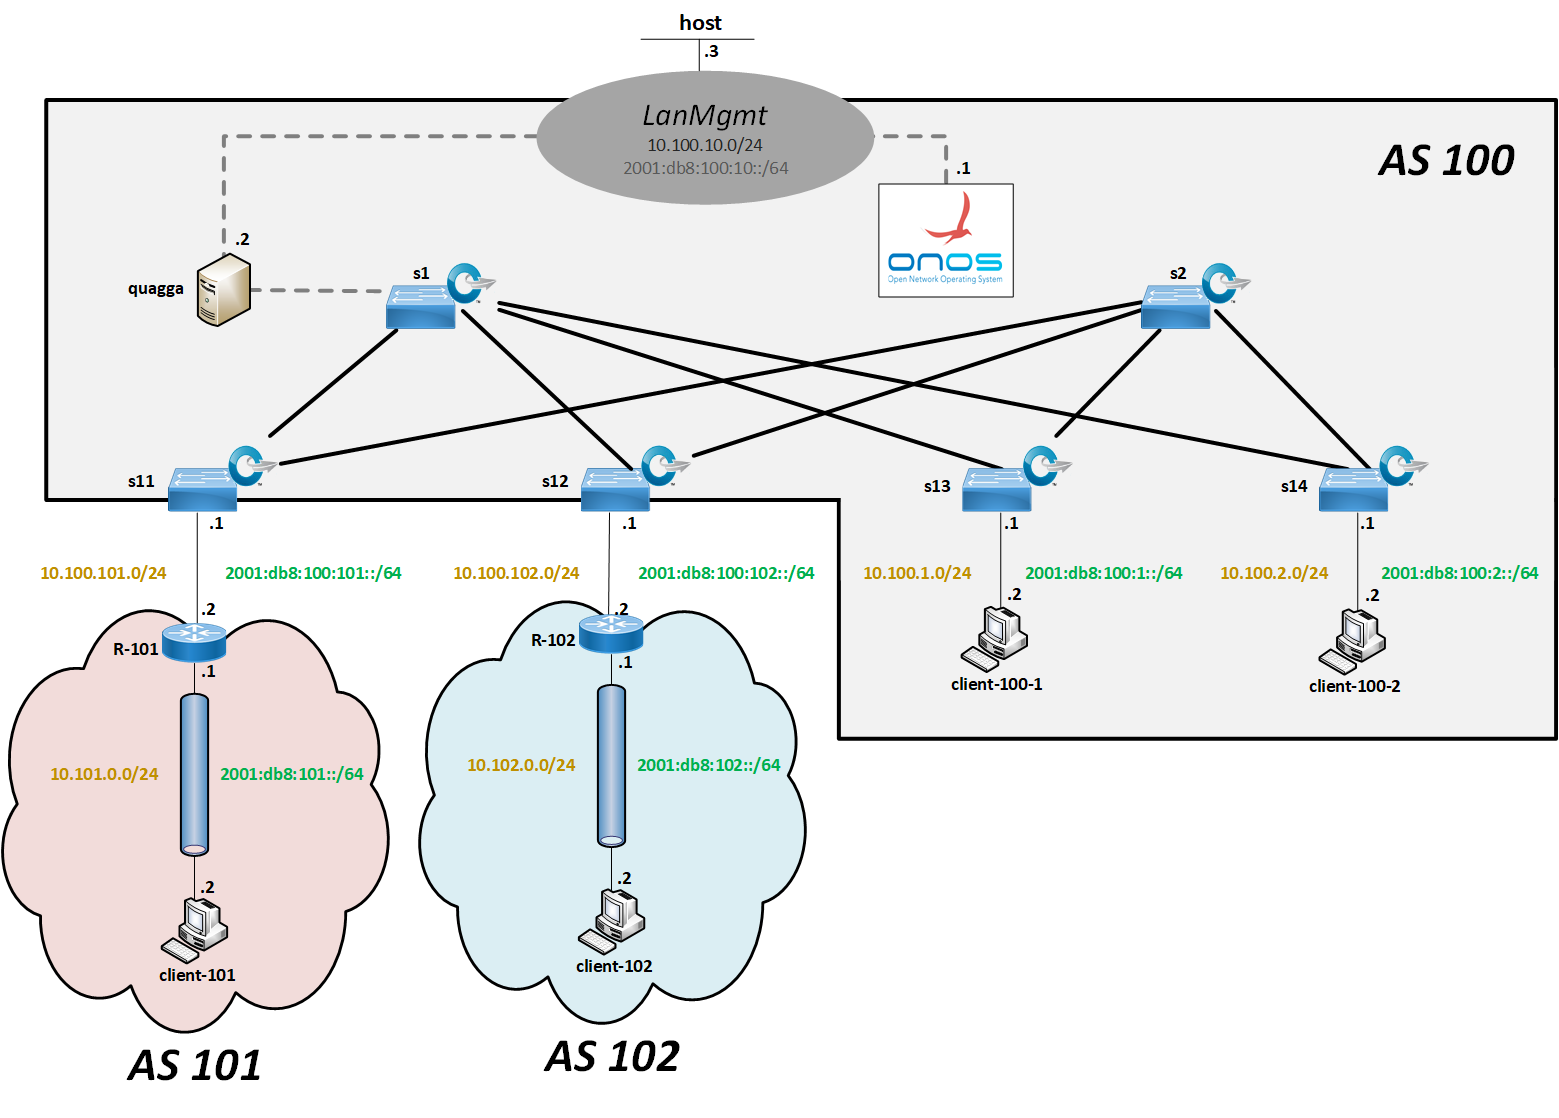 host
.3
LanMgmt
10.100.10.0/24
2001:db8:100:10::/64
AS 100
.1
onos
Open Network Operating System
.2
quagga
s1
s2
s11
s12
s13
s14
.1
.1
.1
.1
10.100.101.0/24
2001:db8:100:101::/64
10.100.102.0/24
2001:db8:100:102::/64
10.100.1.0/24
2001:db8:100:1::/64
10.100.2.0/24
2001:db8:100:2::/64
.2
.2
.2
.2
R-101
R-102
.1
.1
client-100-1
client-100-2
10.101.0.0/24
2001:db8:101::/64
10.102.0.0/24
2001:db8:102::/64
.2
.2
client-101
client-102
AS 101
AS 102